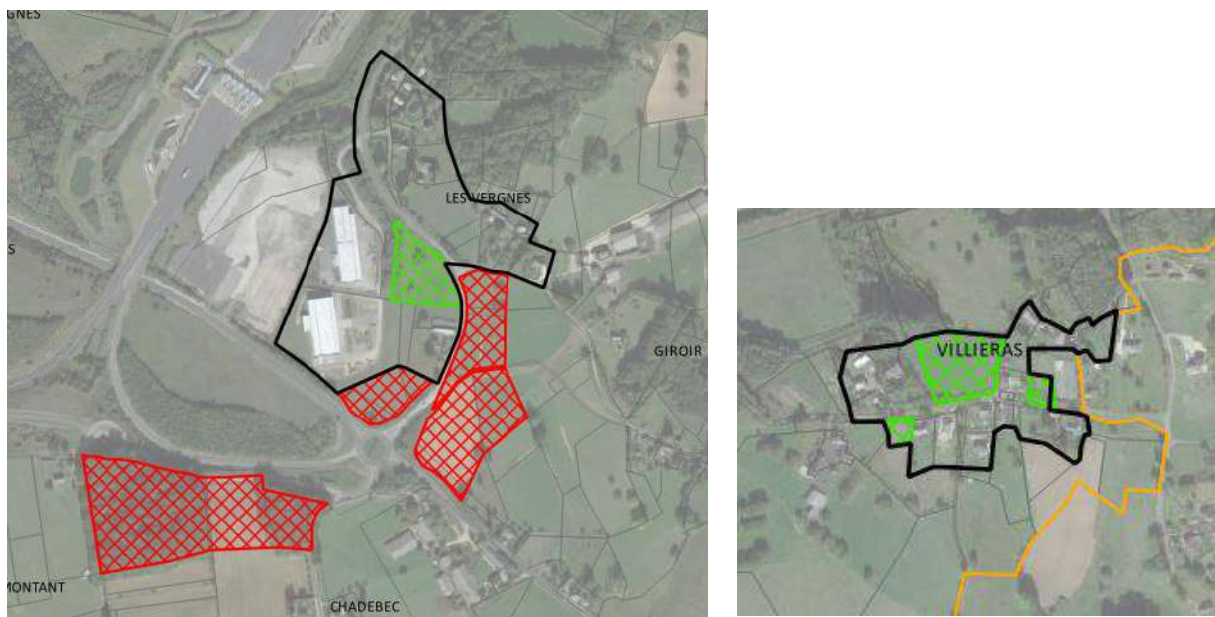 GNES
LES VERGNES
S
GIROIR
MONTANT
CHADEBEC
VILLIERAS